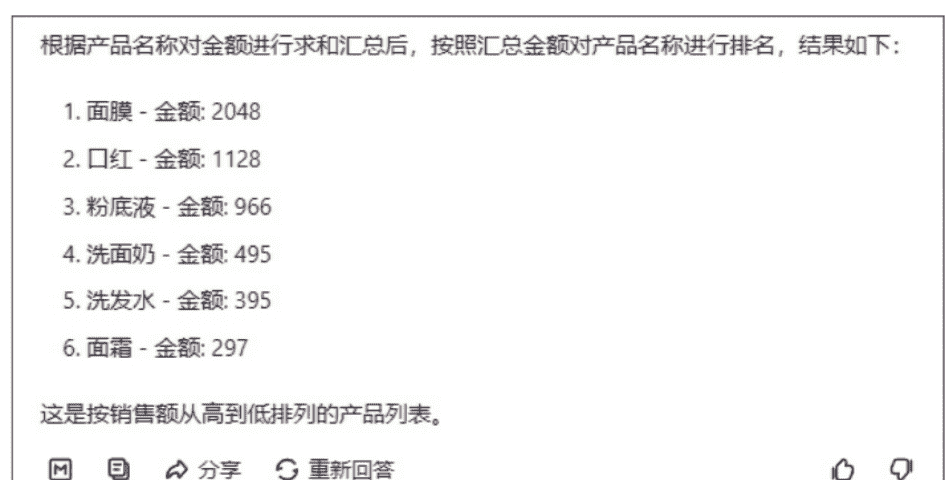 根据产品名称对金额进行求和汇总后，按照汇总金额对产品名称进行排名，结果如下：
1. 面膜 - 金额: 2048
2. 口红 - 金额: 1128
3. 粉底液 - 金额: 966
4. 洗面奶 - 金额: 495
5. 洗发水 - 金额: 395
6. 面霜 - 金额: 297
这是按销售额从高到低排列的产品列表。
分享 重新回答